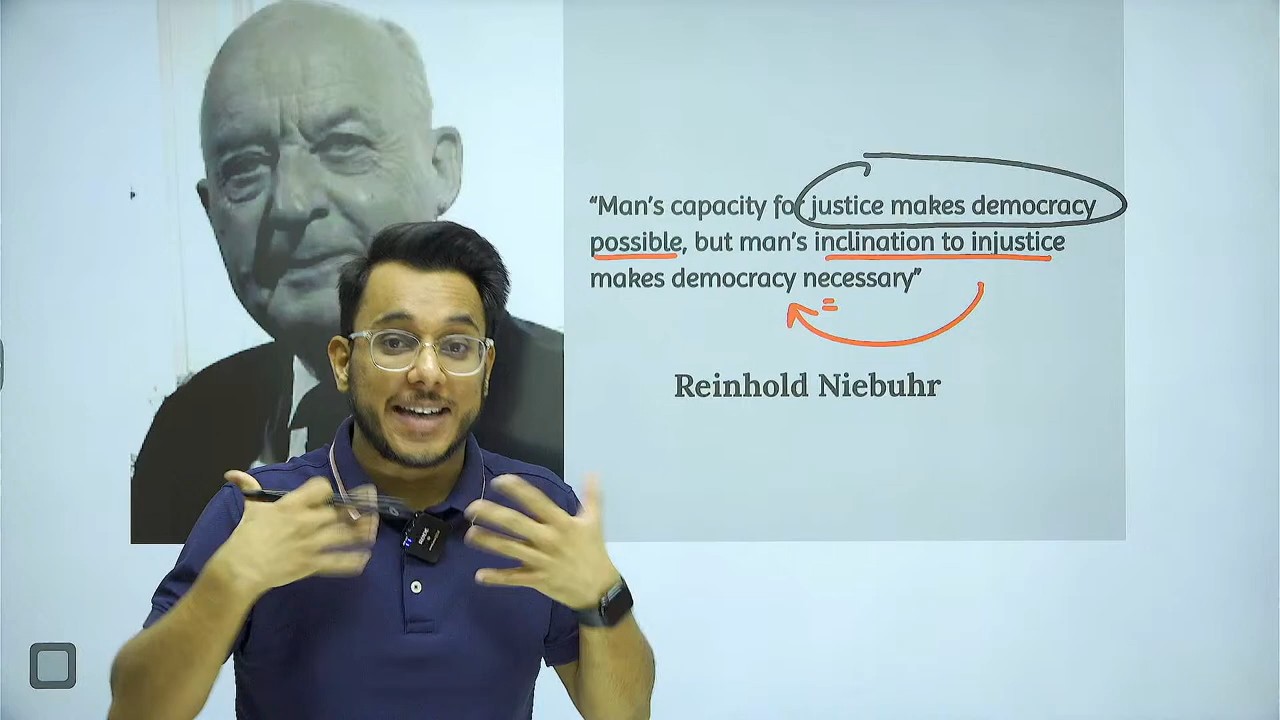 “Man's capacity for justice makes democracy
possible, but man's inclination to injustice
makes democracy necessary”
Reinhold Niebuhr